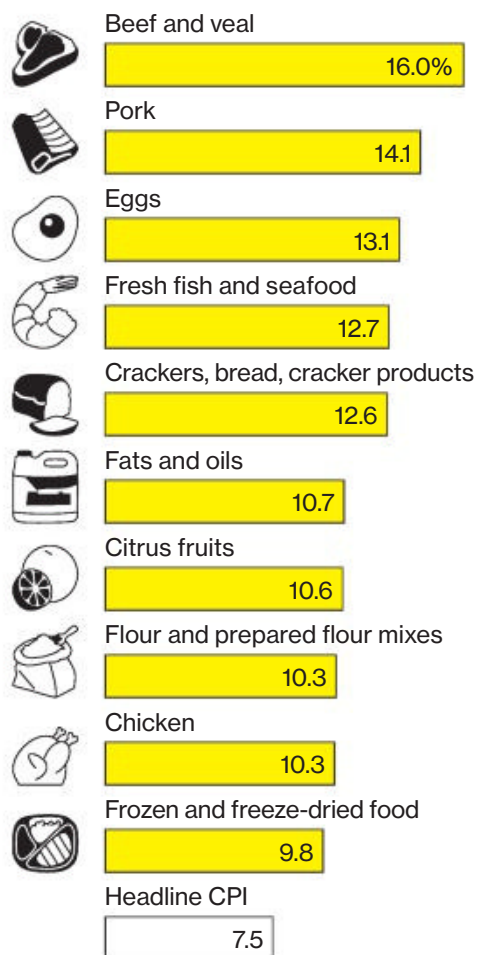 Beef and veal
16.0%
Pork
14.1
Eggs
13.1
Fresh fish and seafood
12.7
Crackers, bread, cracker products
12.6
Fats and oils
10.7
Citrus fruits
10.6
Flour and prepared flour mixes
10.3
Chicken
10.3
Frozen and freeze-dried food
9.8
Headline CPI
7.5